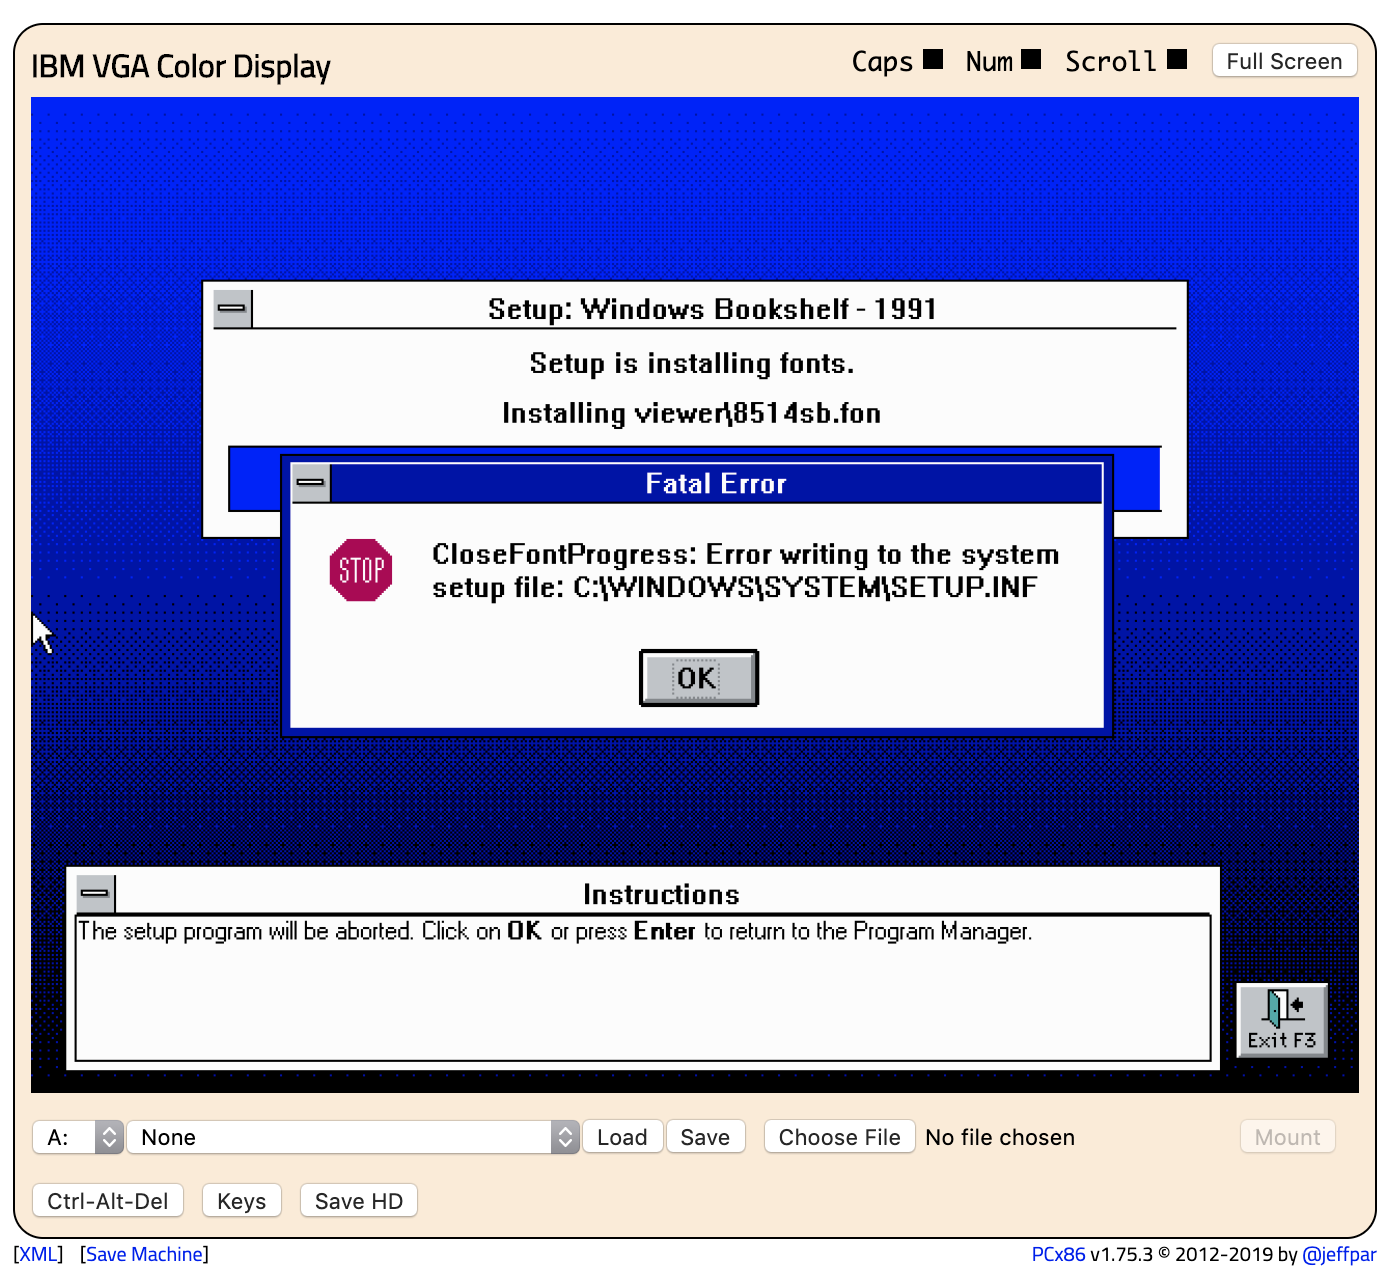 IBM VGA Color Display
Caps Num Scroll Full Screen
Setup: Windows Bookshelf - 1991
Setup is installing fonts.
Installing viewer\8514sb.fon
Fatal Error
STOP
CloseFontProgress: Error writing to the system
setup file: C:\WINDOWS\SYSTEM\SETUP.INF
OK
Instructions
The setup program will be aborted. Click on OK or press Enter to return to the Program Manager.
Exit F3
A: None Load Save Choose File No file chosen Mount
Ctrl-Alt-Del Keys Save HD
[XML] [Save Machine] PCx86 v1.75.3 © 2012-2019 by @jeffpar